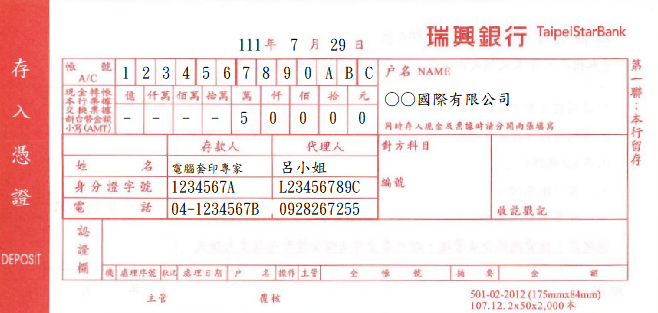 存入憑證
DEPOSIT
111年 7 月 29 日
瑞興銀行 TaipeiStarBank
帳號 A/C 1 2 3 4 5 6 7 8 9 0 A B C
戶名 NAME
○○國際有限公司
現金 轉帳
本行票據
交換票據
新台幣金額
小寫(AMT)
億 仟萬 佰萬 拾萬 萬 仟 佰 拾 元
- - - - 5 0 0 0 0
同時存入現金及票據時請分開兩張填寫
存款人 代理人
姓名 電腦套印專家 呂小姐
身分證字號 1234567A L23456789C
電話 04-1234567B 0928267255
對方科目
編號
收訖戳記
認證欄
機 處理序號 狀況 處理日期 戶名 操作 主管 全帳號 摘要 金額
主管 覆核
501-02-2012 (175mmx84mm)
107.12.2x50x2,000本
第一聯:本行留存